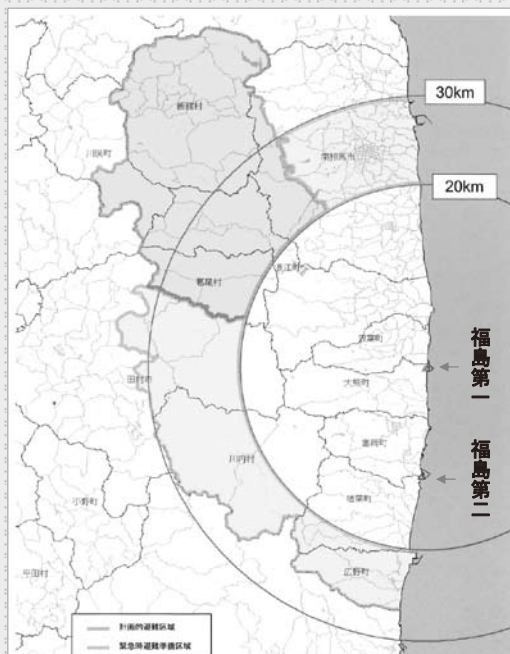 30km
飯舘村
川俣町
南相馬市
20km
浪江町
葛尾村
双葉町
福島第一
大熊町
田村市
富岡町
川内村
福島第二
楢葉町
小野町
広野町
平田村
計画的避難区域
緊急時避難準備区域